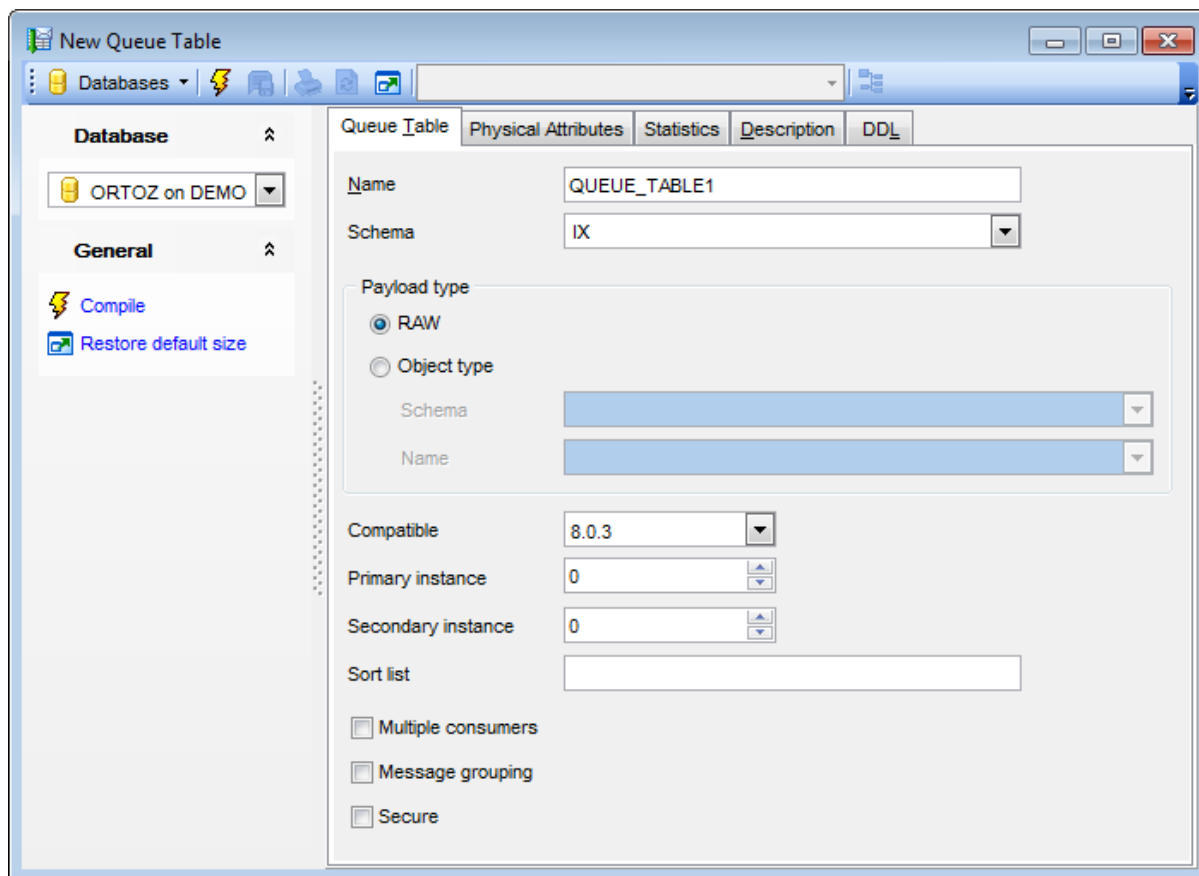 New Queue Table
Databases
Database
ORTOZ on DEMO
General
Compile
Restore default size
Queue Table Physical Attributes Statistics Description DDL
Name QUEUE_TABLE1
Schema IX
Payload type
RAW
Object type
Schema
Name
Compatible 8.0.3
Primary instance 0
Secondary instance 0
Sort list
Multiple consumers
Message grouping
Secure